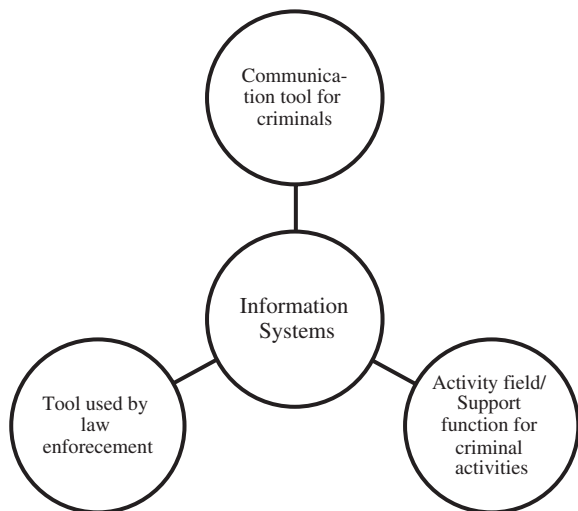 Communica-
tion tool for
criminals
Information
Systems
Tool used by
law
enforecement
Activity field/
Support
function for
criminal
activities